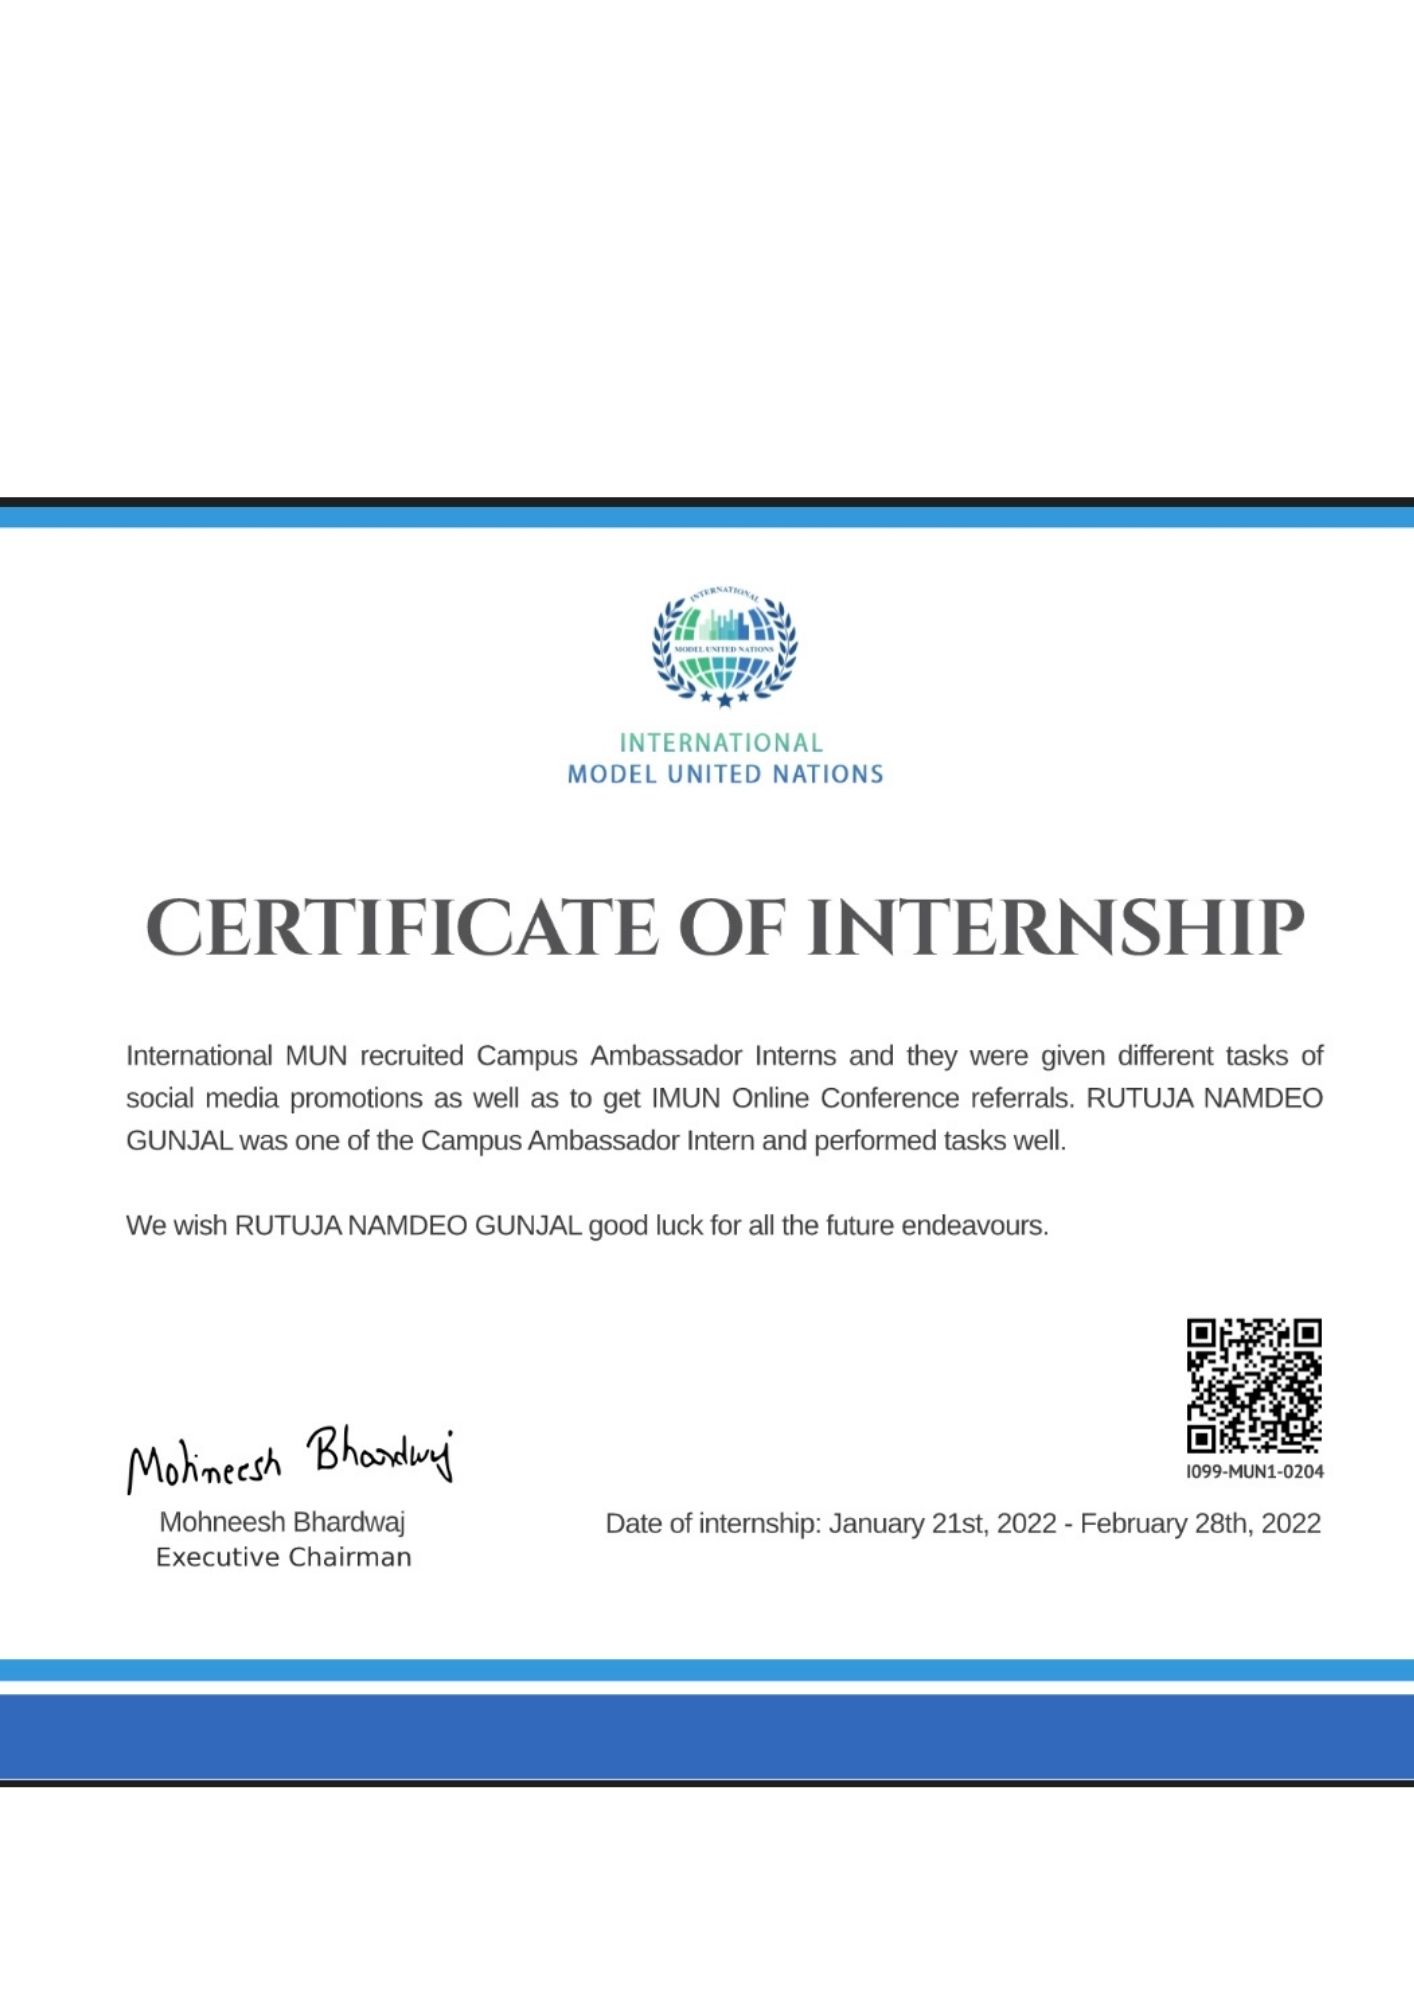 INTERNATIONAL
MODEL UNITED NATIONS
INTERNATIONAL
MODEL UNITED NATIONS
CERTIFICATE OF INTERNSHIP
International MUN recruited Campus Ambassador Interns and they were given different tasks of
social media promotions as well as to get IMUN Online Conference referrals. RUTUJA NAMDEO
GUNJAL was one of the Campus Ambassador Intern and performed tasks well.
We wish RUTUJA NAMDEO GUNJAL good luck for all the future endeavours.
I099-MUN1-0204
Mohneesh Bhardwaj
Mohneesh Bhardwaj
Executive Chairman
Date of internship: January 21st, 2022 - February 28th, 2022